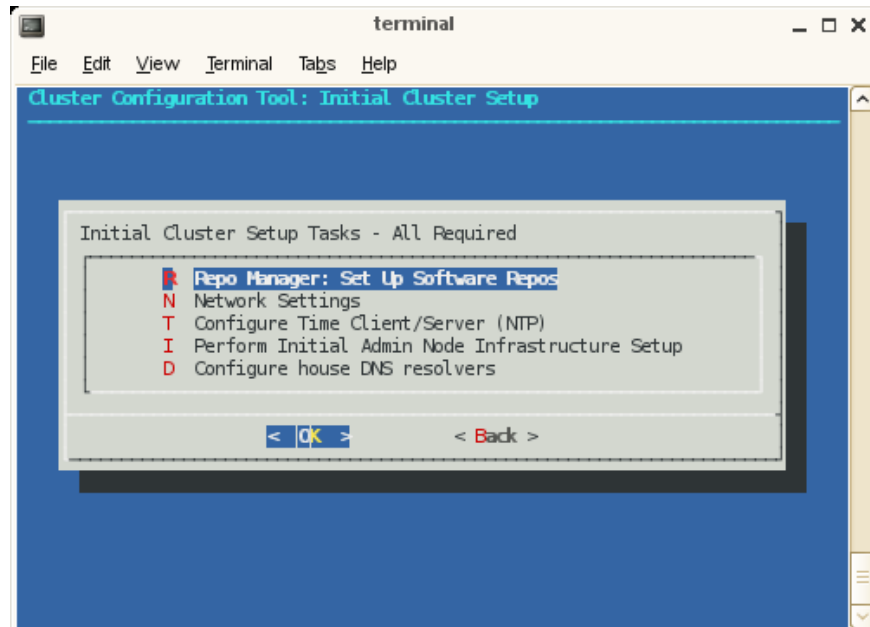 terminal
File Edit View Terminal Tabs Help
Cluster Configuration Tool: Initial Cluster Setup
Initial Cluster Setup Tasks - All Required
R Repo Manager: Set Up Software Repos
N Network Settings
T Configure Time Client/Server (NTP)
I Perform Initial Admin Node Infrastructure Setup
D Configure house DNS resolvers
< OK > < Back >